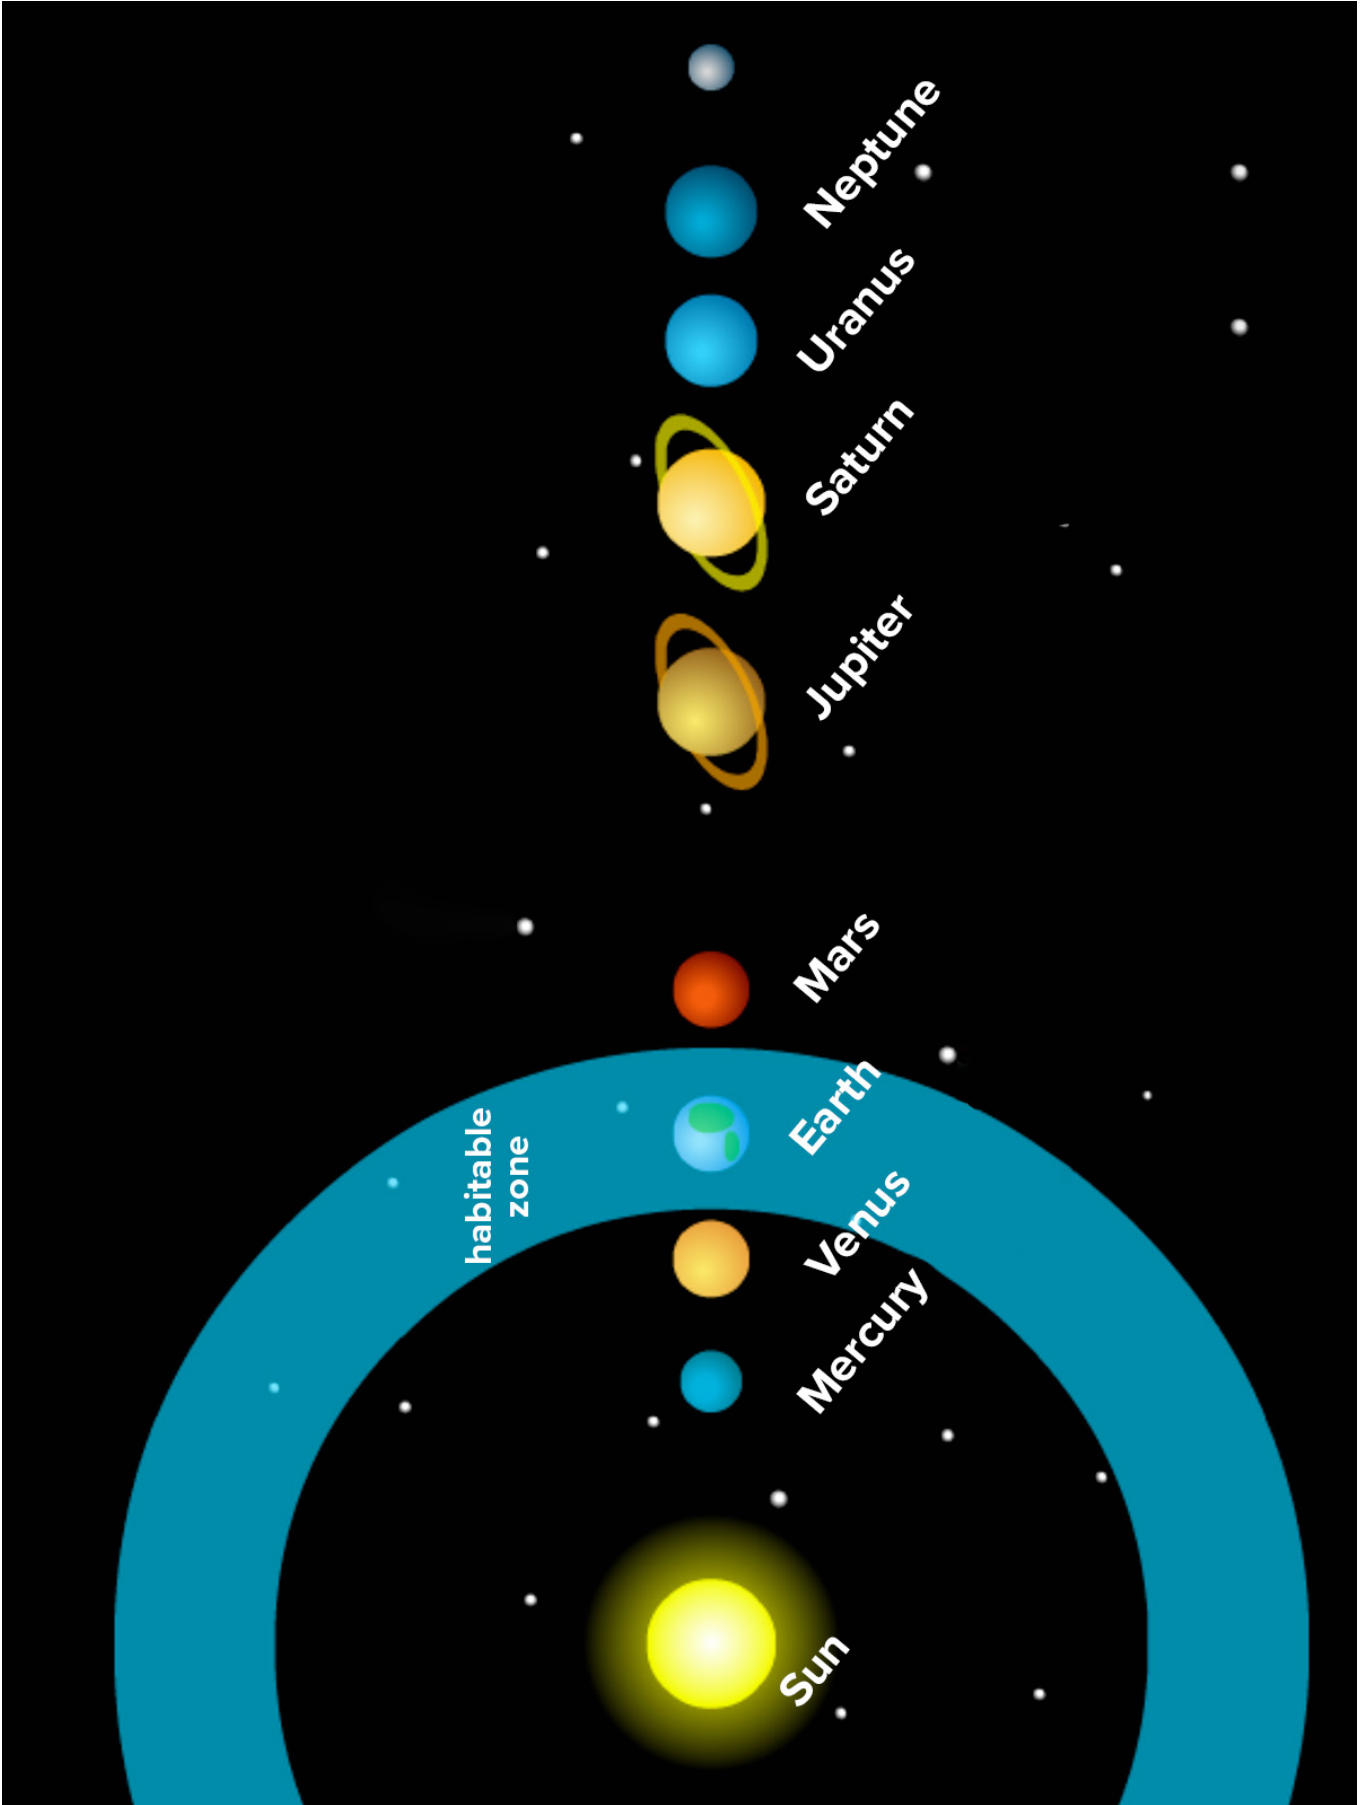 Neptune
Uranus
Saturn
Jupiter
Mars
Earth
habitable
zone
Venus
Mercury
Sun